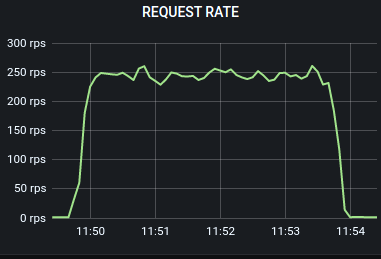 REQUEST RATE
300 rps
250 rps
200 rps
150 rps
100 rps
50 rps
0 rps
11:50 11:51 11:52 11:53 11:54